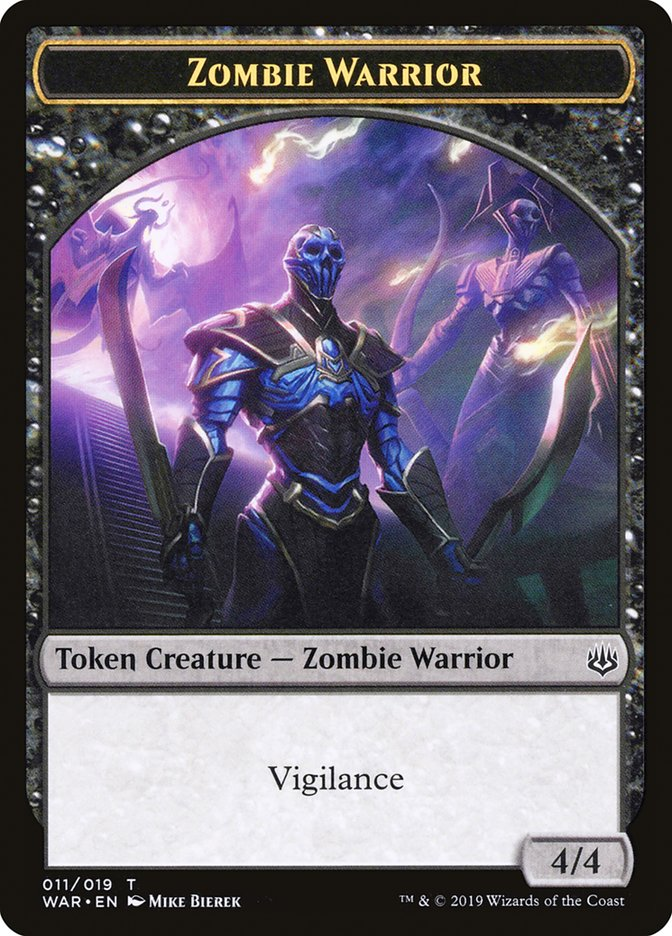 Zombie Warrior
Token Creature — Zombie Warrior
Vigilance
4/4
011/019 T
WAR • EN Mike Bierek
™ & © 2019 Wizards of the Coast